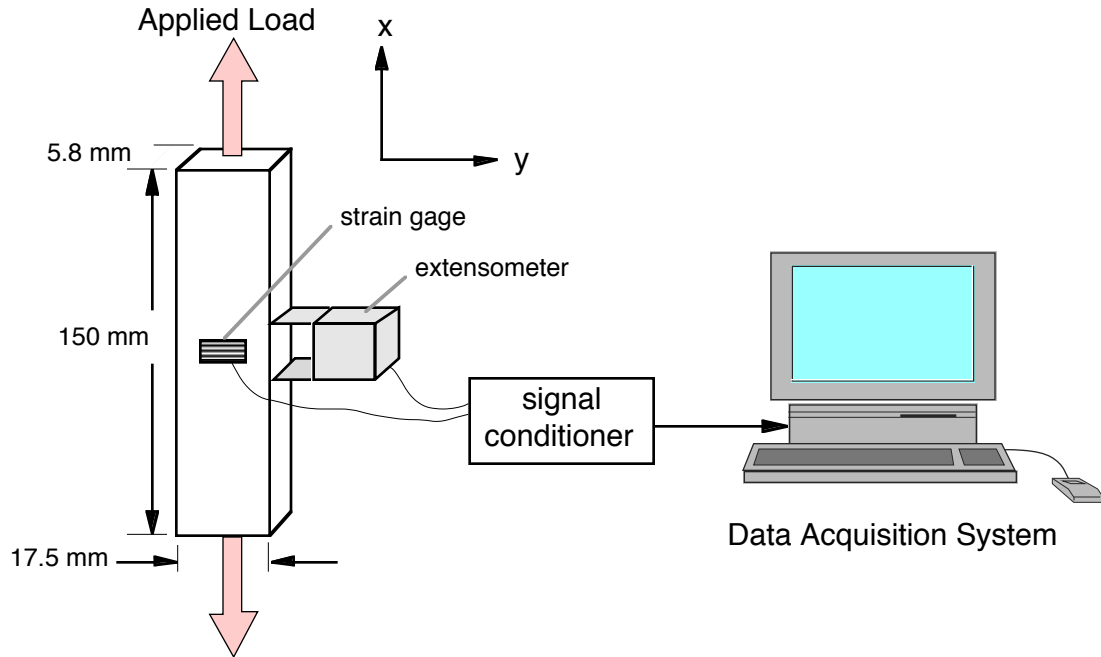 Applied Load
x
5.8 mm
y
strain gage
extensometer
150 mm
signal
conditioner
Data Acquisition System
17.5 mm